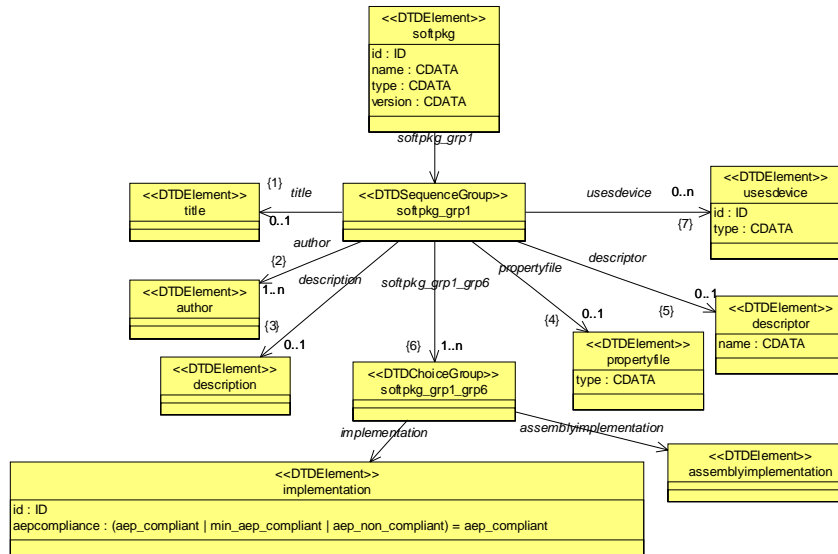 <<DTDElement>>
softpkg
id : ID
name : CDATA
type : CDATA
version : CDATA
softpkg_grp1
<<DTDElement>>
title
{1}
title
0..1
<<DTDSequenceGroup>>
softpkg_grp1
usesdevice
0..n
{7}
<<DTDElement>>
usesdevice
id : ID
type : CDATA
author
{2}
1..n
<<DTDElement>>
author
description
{3}
0..1
<<DTDElement>>
description
softpkg_grp1_grp6
{6}
1..n
propertyfile
{4}
0..1
<<DTDElement>>
propertyfile
type : CDATA
descriptor
{5}
0..1
<<DTDElement>>
descriptor
name : CDATA
<<DTDChoiceGroup>>
softpkg_grp1_grp6
implementation
assemblyimplementation
<<DTDElement>>
assemblyimplementation
<<DTDElement>>
implementation
id : ID
aepcompliance : (aep_compliant | min_aep_compliant | aep_non_compliant) = aep_compliant